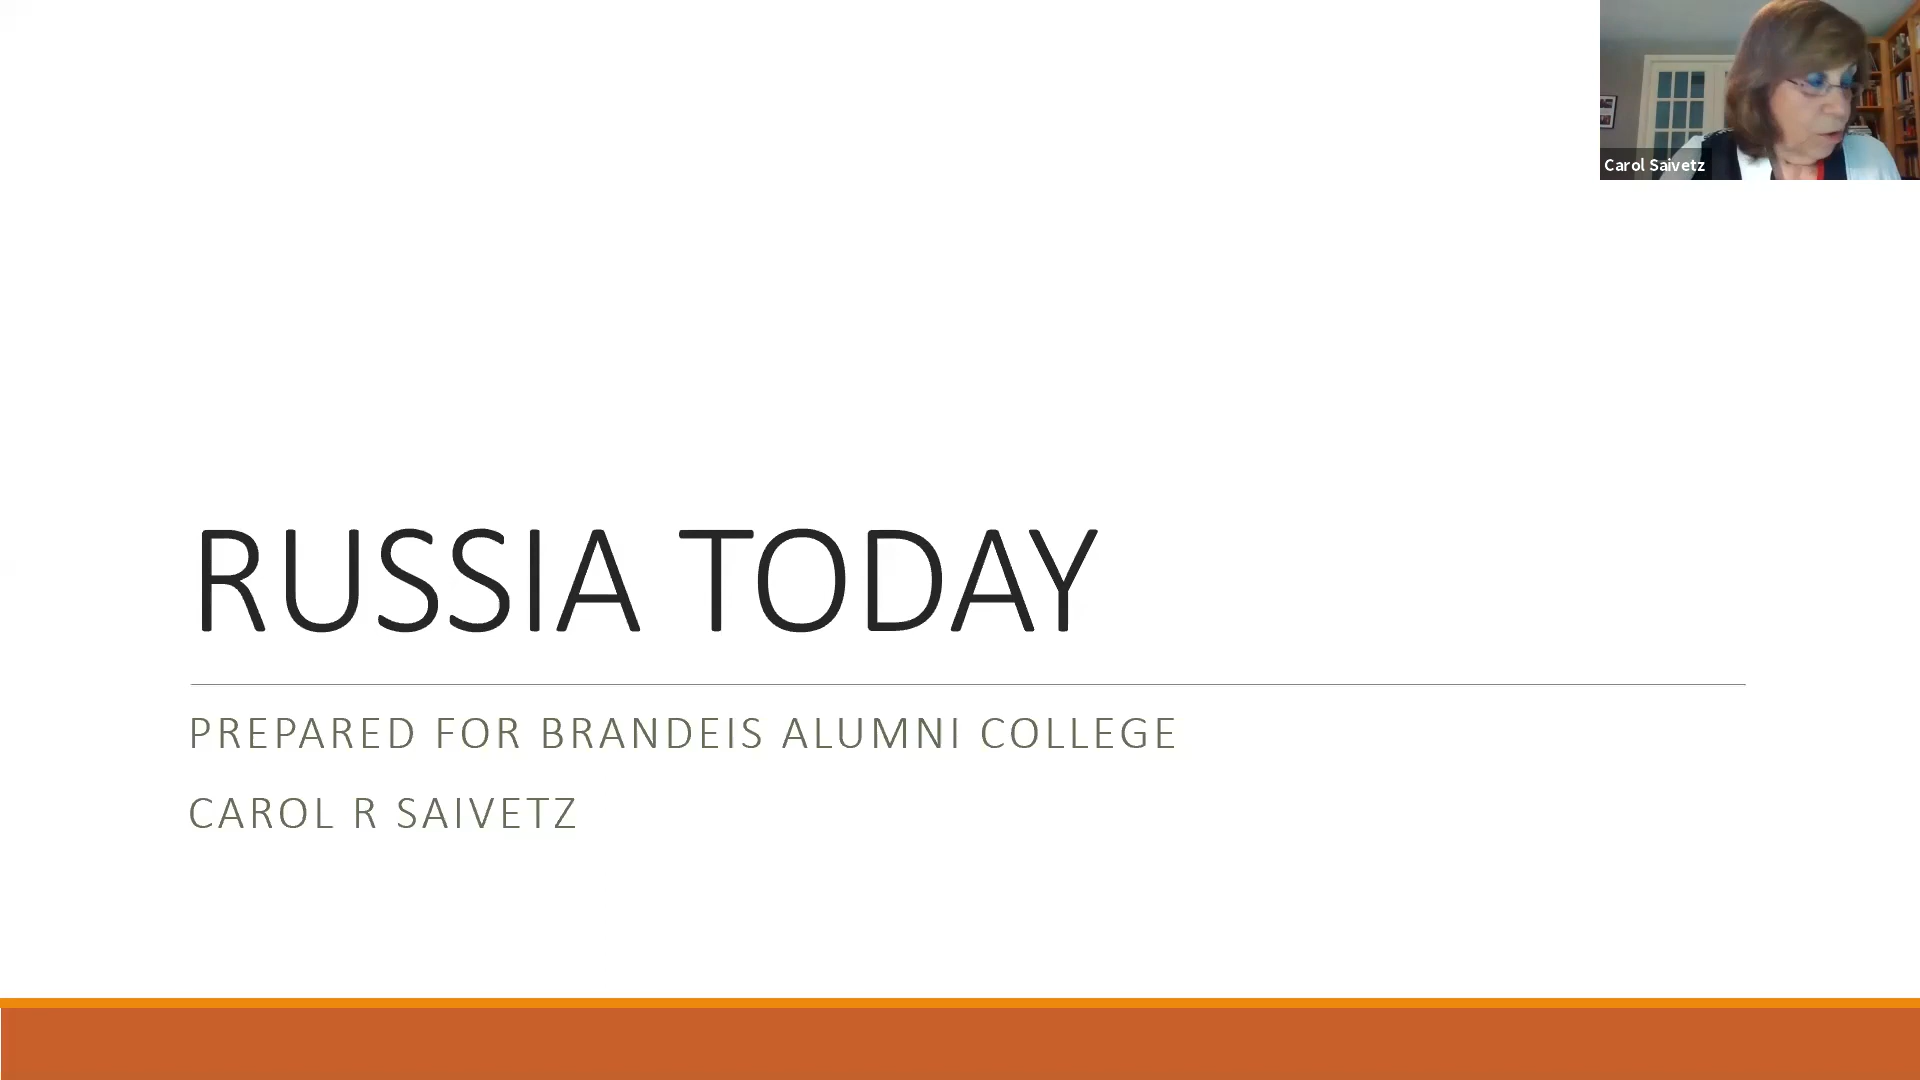 Carol Saivetz
RUSSIA TODAY
PREPARED FOR BRANDEIS ALUMNI COLLEGE
CAROL R SAIVETZ